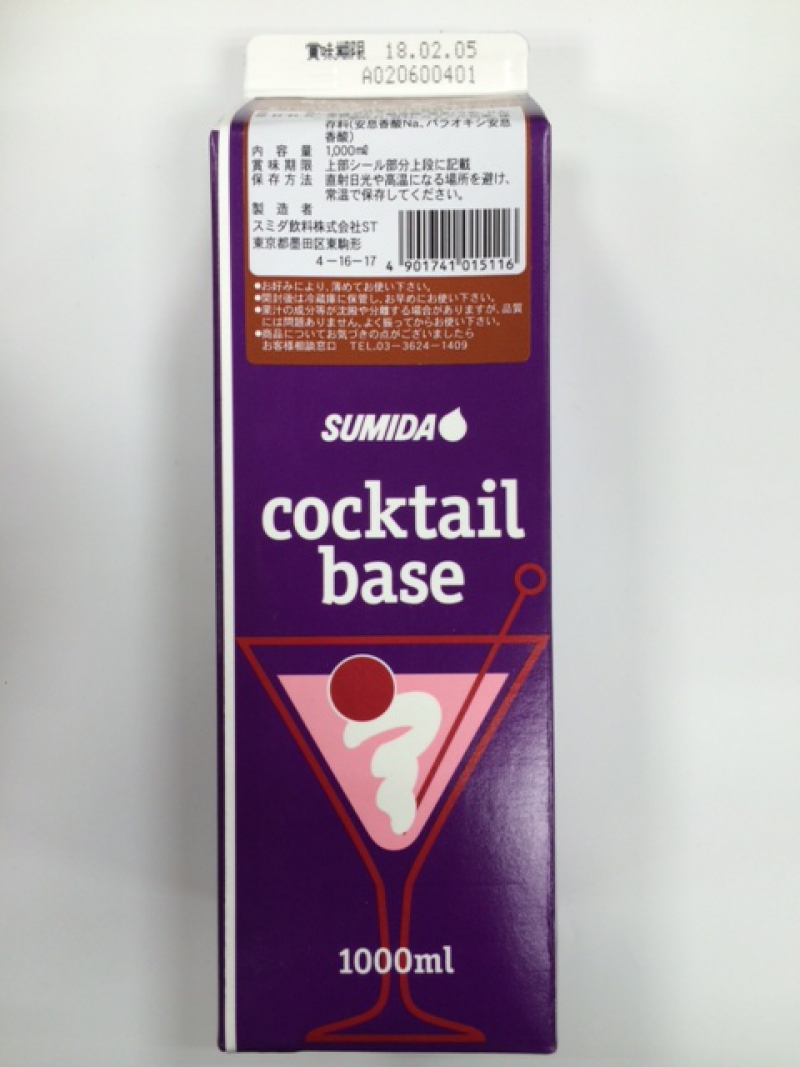 賞味期限 18.02.05
A020600401
存料(安息香酸Na、パラオキシ安息
香酸)
内容量 1,000㎖
賞味期限 上部シール部分上段に記載
保存方法 直射日光や高温になる場所を避け、
常温で保存してください。
製造者
スミダ飲料株式会社ST
東京都墨田区東駒形
4-16-17
4 901741 015116
●お好みにより、薄めてお使い下さい。
●開封後は冷蔵庫に保管し、お早めにお使い下さい。
●果汁の成分等が沈殿や分離する場合がありますが、品質
には問題ありません。よく振ってからお使い下さい。
●商品についてお気づきの点がございましたら
お客様相談窓口 TEL.03-3624-1409
SUMIDA
cocktail
base
1000ml